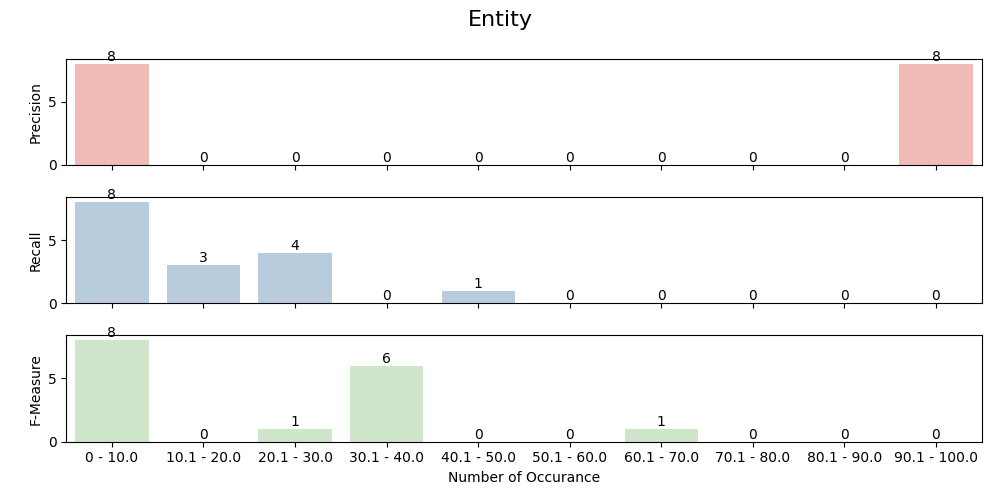 Entity
Precision
5
0
8 0 0 0 0 0 0 0 0 8
Recall
5
0
8 3 4 0 1 0 0 0 0 0
F-Measure
5
0
8 0 1 6 0 0 1 0 0 0
0 - 10.0 10.1 - 20.0 20.1 - 30.0 30.1 - 40.0 40.1 - 50.0 50.1 - 60.0 60.1 - 70.0 70.1 - 80.0 80.1 - 90.0 90.1 - 100.0
Number of Occurance